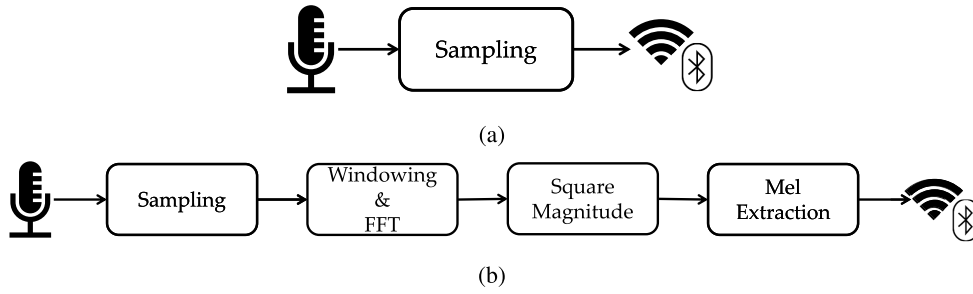 Sampling
(a)
Sampling
Windowing
&
FFT
Square
Magnitude
Mel
Extraction
(b)